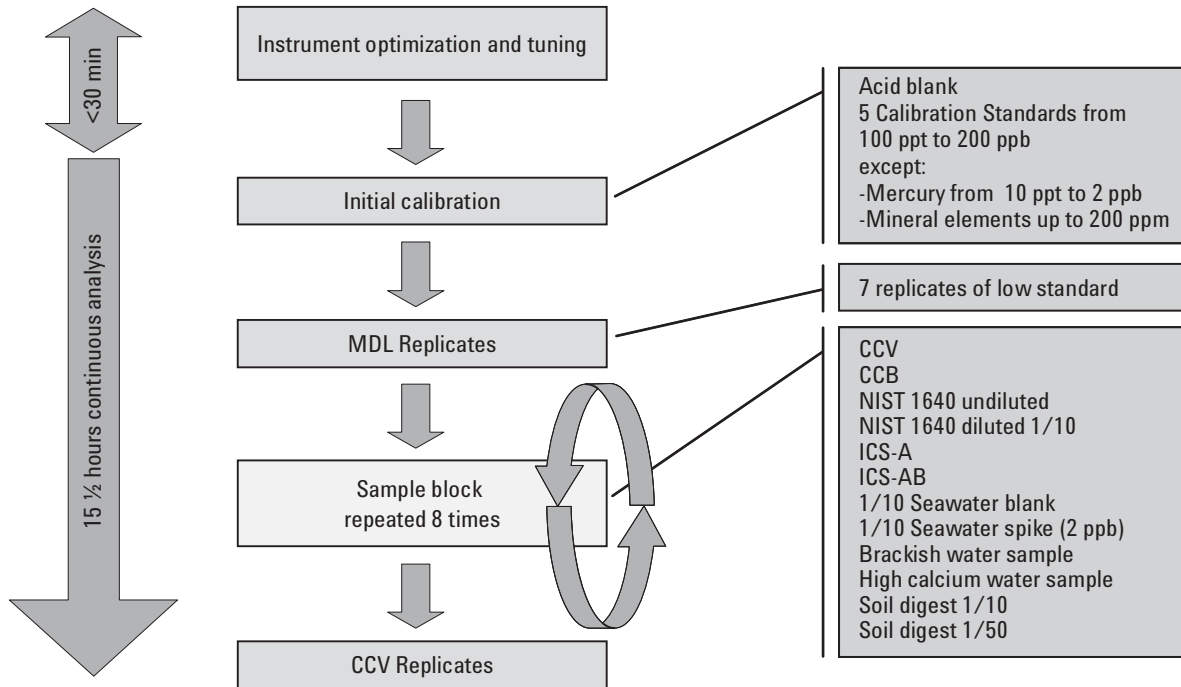 <30 min
15 ½ hours continuous analysis
Instrument optimization and tuning
Initial calibration
MDL Replicates
Sample block
repeated 8 times
CCV Replicates
Acid blank
5 Calibration Standards from
100 ppt to 200 ppb
except:
-Mercury from 10 ppt to 2 ppb
-Mineral elements up to 200 ppm
7 replicates of low standard
CCV
CCB
NIST 1640 undiluted
NIST 1640 diluted 1/10
ICS-A
ICS-AB
1/10 Seawater blank
1/10 Seawater spike (2 ppb)
Brackish water sample
High calcium water sample
Soil digest 1/10
Soil digest 1/50